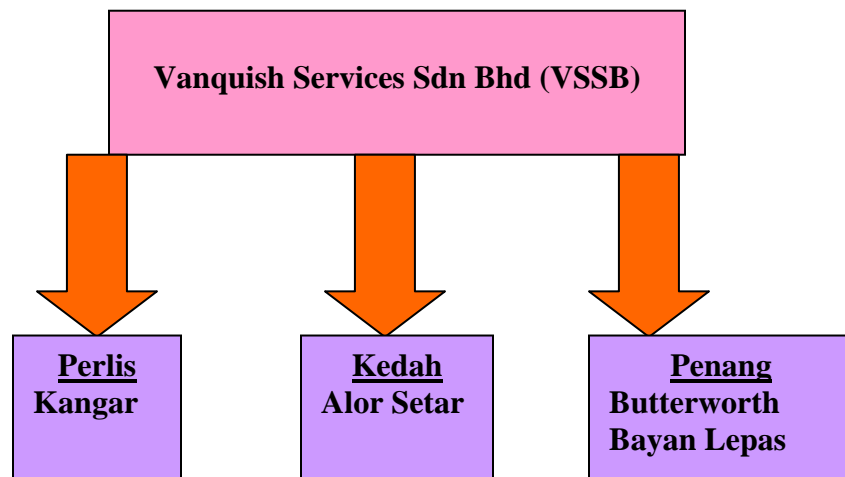 Vanquish Services Sdn Bhd (VSSB)
Perlis
Kangar
Kedah
Alor Setar
Penang
Butterworth
Bayan Lepas